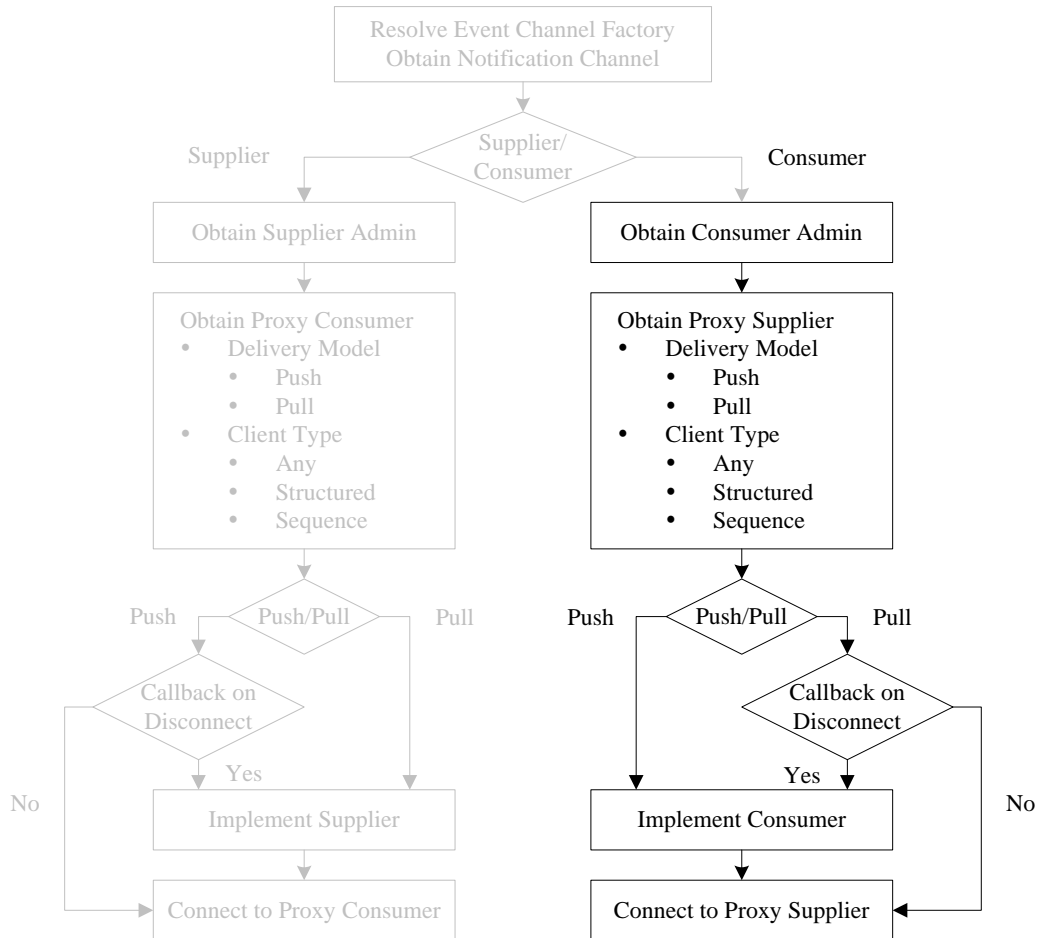 Resolve Event Channel Factory
Obtain Notification Channel
Supplier/
Consumer
Supplier
Consumer
Obtain Supplier Admin
Obtain Proxy Consumer
• Delivery Model
• Push
• Pull
• Client Type
• Any
• Structured
• Sequence
Push
Push/Pull
Pull
Callback on
Disconnect
Yes
No
Implement Supplier
Connect to Proxy Consumer
Obtain Consumer Admin
Obtain Proxy Supplier
• Delivery Model
• Push
• Pull
• Client Type
• Any
• Structured
• Sequence
Push
Push/Pull
Pull
Callback on
Disconnect
Yes
No
Implement Consumer
Connect to Proxy Supplier